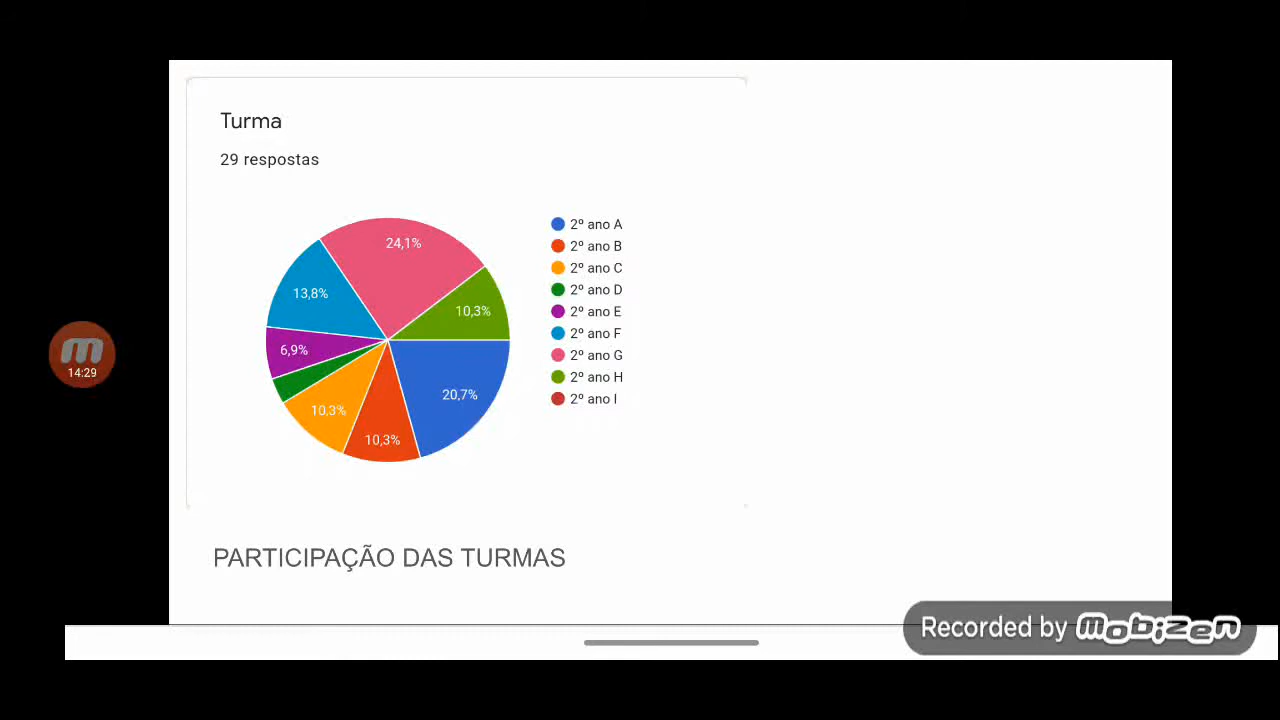 Turma
29 respostas
24,1%
13,8%
10,3%
6,9%
20,7%
10,3%
10,3%
2º ano A
2º ano B
2º ano C
2º ano D
2º ano E
2º ano F
2º ano G
2º ano H
2º ano I
14:29
PARTICIPAÇÃO DAS TURMAS
Recorded by Mobizen